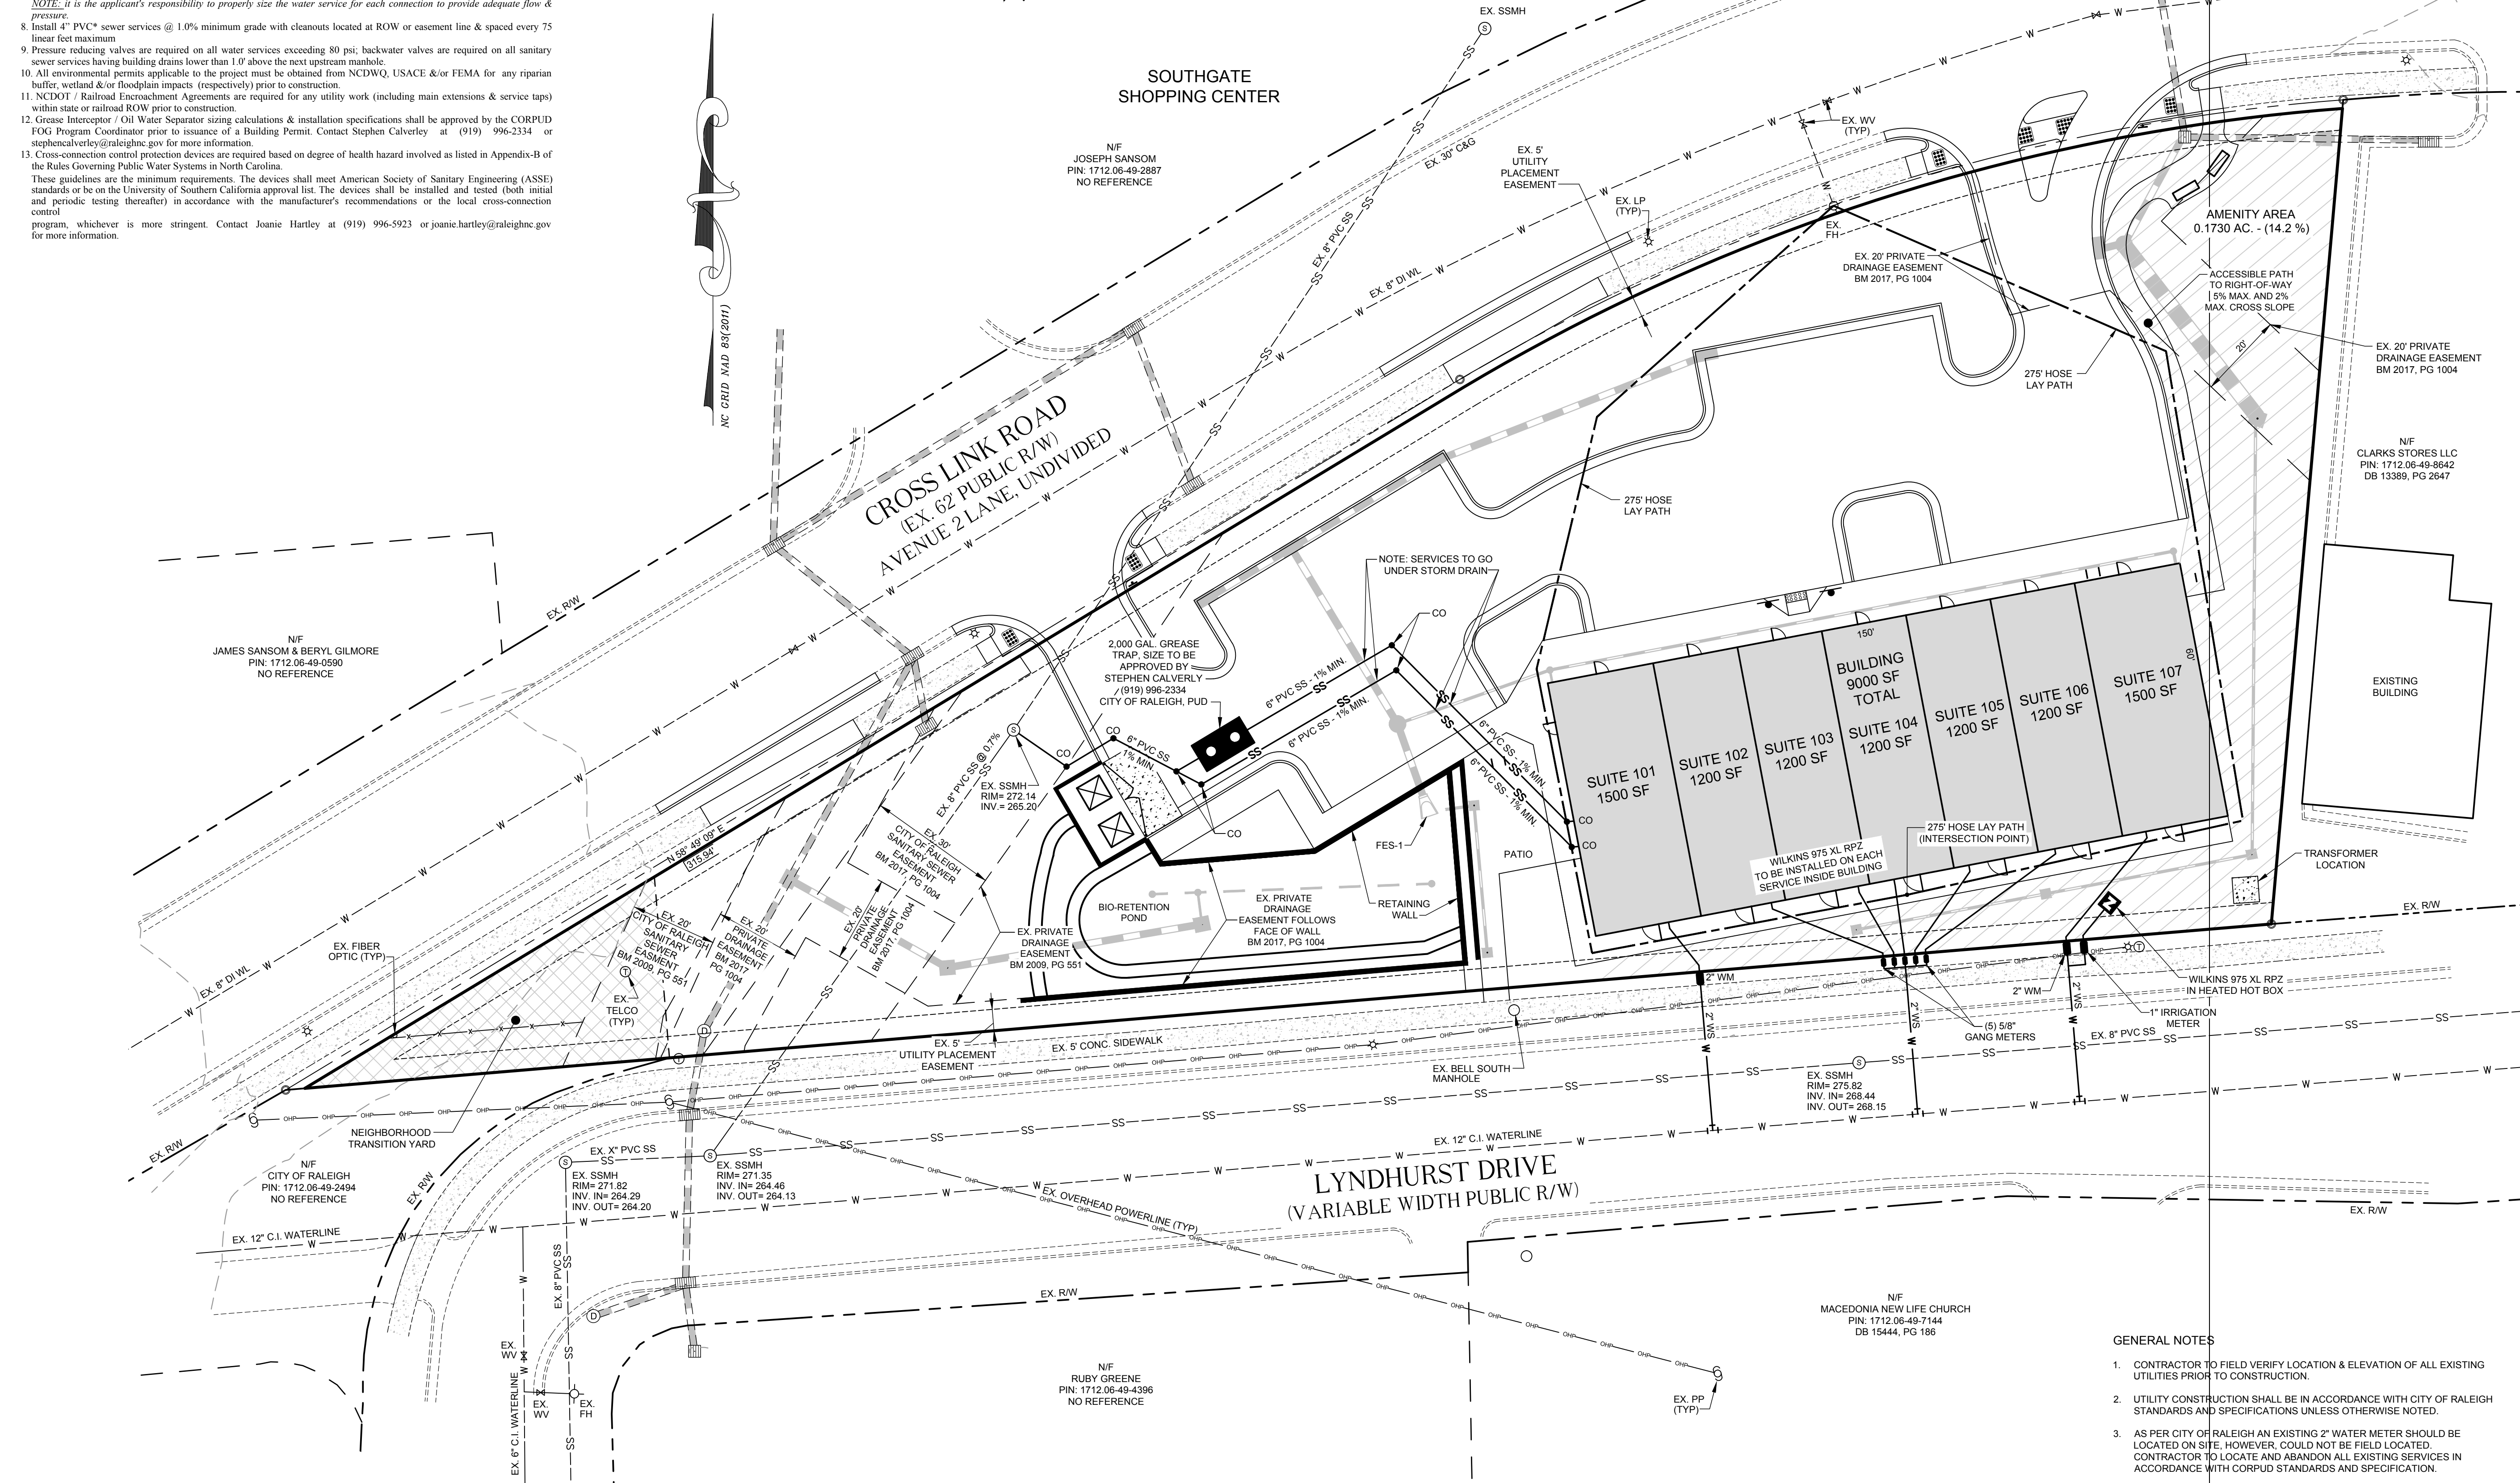 NOTE: it is the applicant's responsibility to properly size the water service for each connection to provide adequate flow &
pressure.
8. Install 4" PVC* sewer services @ 1.0% minimum grade with cleanouts located at ROW or easement line & spaced every 75
linear feet maximum
9. Pressure reducing valves are required on all water services exceeding 80 psi; backwater valves are required on all sanitary
sewer services having building drains lower than 1.0' above the next upstream manhole.
10. All environmental permits applicable to the project must be obtained from NCDWQ, USACE &/or FEMA for any riparian
buffer, wetland &/or floodplain impacts (respectively) prior to construction.
11. NCDOT / Railroad Encroachment Agreements are required for any utility work (including main extensions & service taps)
within state or railroad ROW prior to construction.
12. Grease Interceptor / Oil Water Separator sizing calculations & installation specifications shall be approved by the CORPUD
FOG Program Coordinator prior to issuance of a Building Permit. Contact Stephen Calverley at (919) 996-2334 or
stephencalverley@raleighnc.gov for more information.
13. Cross-connection control protection devices are required based on degree of health hazard involved as listed in Appendix-B of
the Rules Governing Public Water Systems in North Carolina.
These guidelines are the minimum requirements. The devices shall meet American Society of Sanitary Engineering (ASSE)
standards or be on the University of Southern California approval list. The devices shall be installed and tested (both initial
and periodic testing thereafter) in accordance with the manufacturer's recommendations or the local cross-connection
control
program, whichever is more stringent. Contact Joanie Hartley at (919) 996-5923 or joanie.hartley@raleighnc.gov
for more information.
NC GRID NAD 83(2011)
EX. SSMH
SOUTHGATE
SHOPPING CENTER
N/F
JOSEPH SANSOM
PIN: 1712.06-49-2887
NO REFERENCE
EX. 30" C&G
EX. 8" PVC SS
EX. 8" DI WL
EX. 5'
UTILITY
PLACEMENT
EASEMENT
EX. LP
(TYP)
EX. WV
(TYP)
EX.
FH
EX. 20' PRIVATE
DRAINAGE EASEMENT
BM 2017, PG 1004
AMENITY AREA
0.1730 AC. - (14.2 %)
ACCESSIBLE PATH
TO RIGHT-OF-WAY
5% MAX. AND 2%
MAX. CROSS SLOPE
20'
EX. 20' PRIVATE
DRAINAGE EASEMENT
BM 2017, PG 1004
275' HOSE
LAY PATH
N/F
CLARKS STORES LLC
PIN: 1712.06-49-8642
DB 13389, PG 2647
275' HOSE
LAY PATH
CROSS LINK ROAD
(EX. 62 PUBLIC R/W)
AVENUE 2 LANE, UNDIVIDED
EX. R/W
N/F
JAMES SANSOM & BERYL GILMORE
PIN: 1712.06-49-0590
NO REFERENCE
NOTE: SERVICES TO GO
UNDER STORM DRAIN
CO
2,000 GAL. GREASE
TRAP, SIZE TO BE
APPROVED BY
STEPHEN CALVERLY
(919) 996-2334
CITY OF RALEIGH, PUD
6" PVC SS - 1% MIN.
6" PVC SS - 1% MIN.
6" PVC SS - 1% MIN.
6" PVC SS - 1% MIN.
CO
CO
6" PVC SS
1% MIN.
CO
CO
CO
EX. SSMH
RIM= 272.14
INV.= 265.20
EX. 8" PVC SS @ 0.7%
150'
60'
BUILDING
9000 SF
TOTAL
SUITE 101
1500 SF
SUITE 102
1200 SF
SUITE 103
1200 SF
SUITE 104
1200 SF
SUITE 105
1200 SF
SUITE 106
1200 SF
SUITE 107
1500 SF
EXISTING
BUILDING
WILKINS 975 XL RPZ
TO BE INSTALLED ON EACH
SERVICE INSIDE BUILDING
275' HOSE LAY PATH
(INTERSECTION POINT)
TRANSFORMER
LOCATION
PATIO
FES-1
RETAINING
WALL
BIO-RETENTION
POND
EX. PRIVATE
DRAINAGE
EASEMENT FOLLOWS
FACE OF WALL
BM 2017, PG 1004
EX. 30'
CITY OF RALEIGH
SANITARY SEWER
EASEMENT
BM 2017, PG 1004
EX. 20'
PRIVATE
DRAINAGE
EASEMENT
BM 2017, PG 1004
EX. PRIVATE
DRAINAGE
EASEMENT
BM 2009, PG 551
N 58° 49' 09" E
315.94'
EX. 20'
CITY OF RALEIGH
SANITARY
SEWER
EASMENT
BM 2009, PG 551
EX. 20'
PRIVATE
DRAINAGE
EASEMENT
BM 2017
PG 1004
EX. FIBER
OPTIC (TYP)
EX. 8" DI WL
EX.
TELCO
(TYP)
EX. 5'
UTILITY PLACEMENT
EASEMENT
EX. 5' CONC. SIDEWALK
EX. BELL SOUTH
MANHOLE
2" WM
2" WS
2" WS
2" WM
2" WS
(5) 5/8"
GANG METERS
WILKINS 975 XL RPZ
IN HEATED HOT BOX
1" IRRIGATION
METER
EX. 8" PVC SS
EX. R/W
EX. SSMH
RIM= 275.82
INV. IN= 268.44
INV. OUT= 268.15
NEIGHBORHOOD
TRANSITION YARD
EX. R/W
N/F
CITY OF RALEIGH
PIN: 1712.06-49-2494
NO REFERENCE
EX. R/W
EX. X" PVC SS
EX. SSMH
RIM= 271.82
INV. IN= 264.29
INV. OUT= 264.20
EX. SSMH
RIM= 271.35
INV. IN= 264.46
INV. OUT= 264.13
EX. 12" C.I. WATERLINE
EX. 12" C.I. WATERLINE
EX. OVERHEAD POWERLINE (TYP)
LYNDHURST DRIVE
(VARIABLE WIDTH PUBLIC R/W)
EX. R/W
EX. R/W
EX. 8" PVC SS
EX.
WV
EX.
WV
EX.
FH
EX. 6" C.I. WATERLINE
N/F
RUBY GREENE
PIN: 1712.06-49-4396
NO REFERENCE
EX. PP
(TYP)
N/F
MACEDONIA NEW LIFE CHURCH
PIN: 1712.06-49-7144
DB 15444, PG 186
GENERAL NOTES
1. CONTRACTOR TO FIELD VERIFY LOCATION & ELEVATION OF ALL EXISTING
UTILITIES PRIOR TO CONSTRUCTION.
2. UTILITY CONSTRUCTION SHALL BE IN ACCORDANCE WITH CITY OF RALEIGH
STANDARDS AND SPECIFICATIONS UNLESS OTHERWISE NOTED.
3. AS PER CITY OF RALEIGH AN EXISTING 2" WATER METER SHOULD BE
LOCATED ON SITE, HOWEVER, COULD NOT BE FIELD LOCATED.
CONTRACTOR TO LOCATE AND ABANDON ALL EXISTING SERVICES IN
ACCORDANCE WITH CORPUD STANDARDS AND SPECIFICATION.